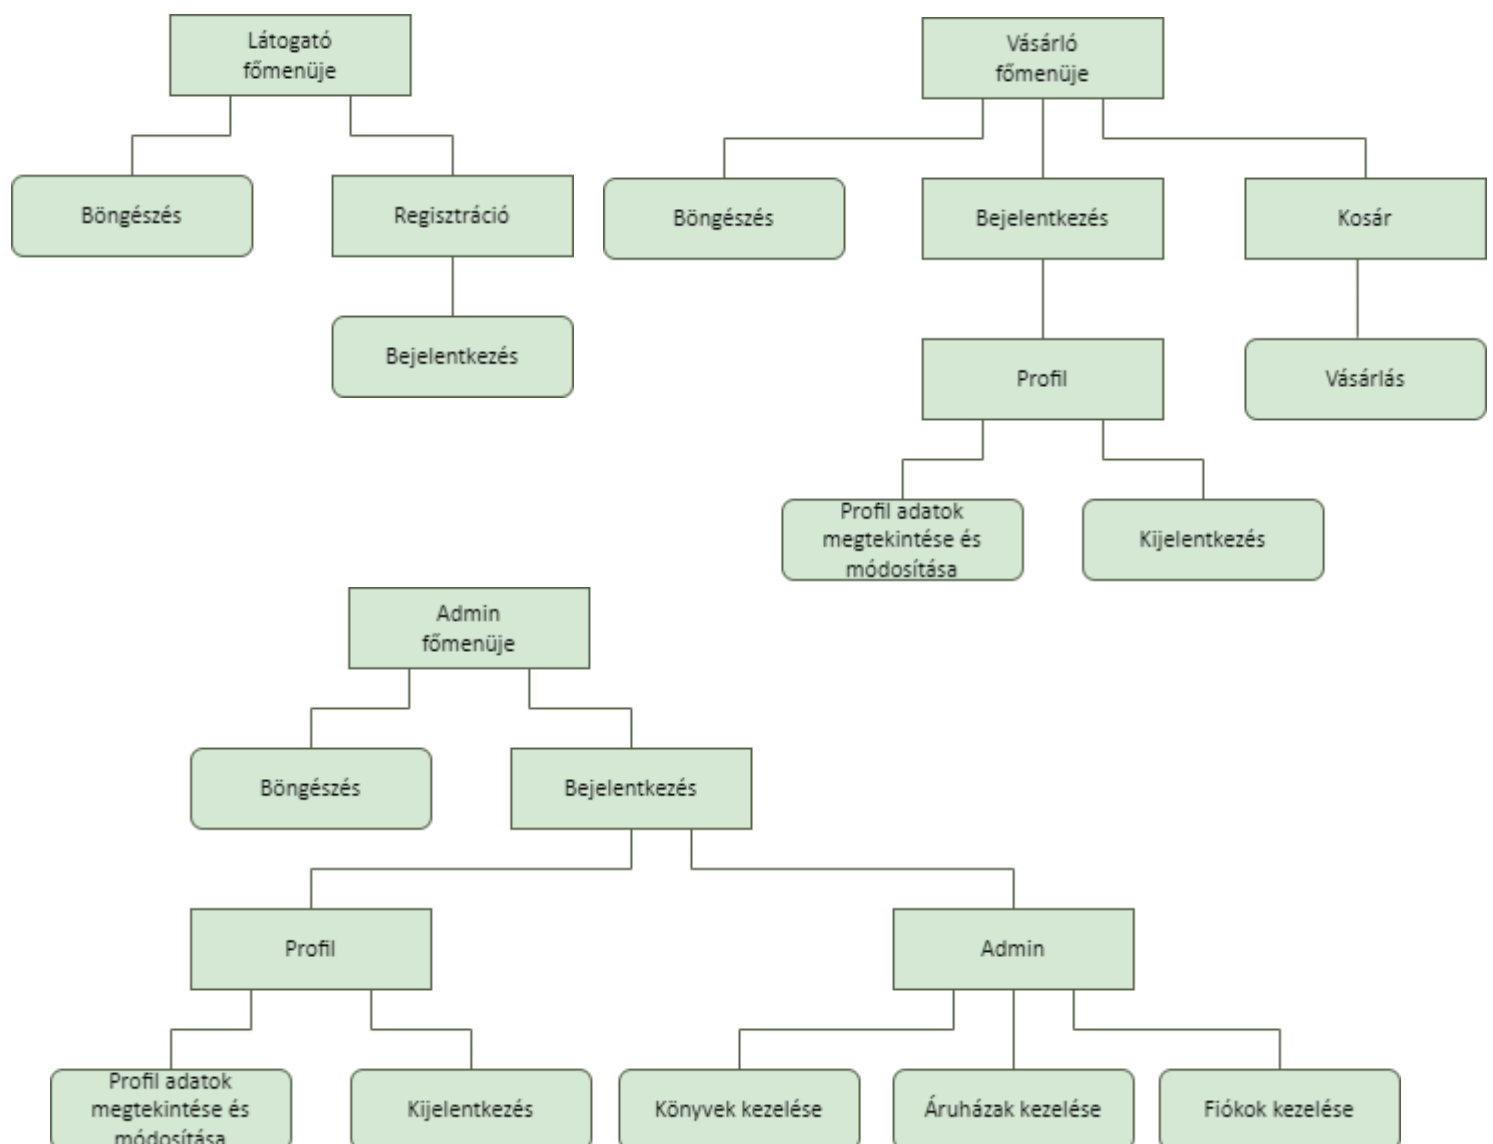 Látogató
főmenüje
Böngészés
Regisztráció
Bejelentkezés
Vásárló
főmenüje
Böngészés
Bejelentkezés
Kosár
Profil
Vásárlás
Profil adatok
megtekintése és
módosítása
Kijelentkezés
Admin
főmenüje
Böngészés
Bejelentkezés
Profil
Admin
Profil adatok
megtekintése és
módosítása
Kijelentkezés
Könyvek kezelése
Áruházak kezelése
Fiókok kezelése